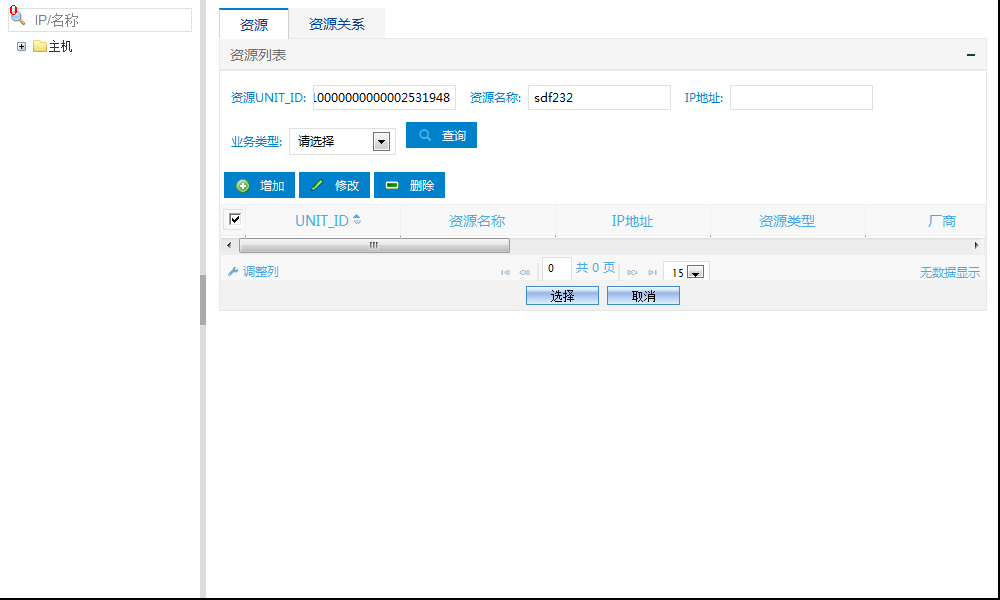 0
IP/名称
主机
资源 资源关系
资源列表
资源UNIT_ID: 1000000000002531948 资源名称: sdf232 IP地址:
业务类型: 请选择 查询
增加 修改 删除
UNIT_ID 资源名称 IP地址 资源类型 厂商
调整列 0 共 0 页 15 无数据显示
选择 取消